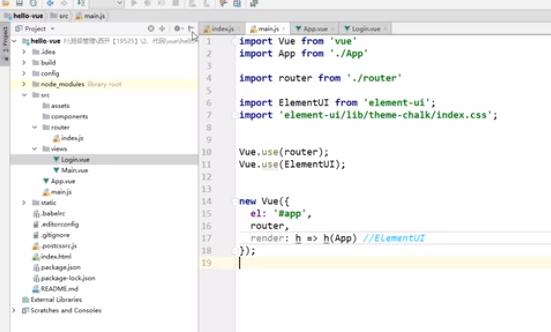 hello-vue
src
main.js
Project
index.js
main.js
App.vue
Login.vue
1: Project
hello-vue
.idea
build
config
node_modules library root
src
assets
components
router
index.js
views
Login.vue
Main.vue
App.vue
main.js
static
.babelrc
.editorconfig
.gitignore
.postcssrc.js
index.html
package.json
package-lock.json
README.md
External Libraries
Scratches and Consoles
1 import Vue from 'vue'
2 import App from './App'
3
4 import router from './router'
5
6 import ElementUI from 'element-ui';
7 import 'element-ui/lib/theme-chalk/index.css';
8
9
10 Vue.use(router);
11 Vue.use(ElementUI);
12
13
14 new Vue({
15 el: '#app',
16 router,
17 render: h => h(App) //ElementUI
18 });
19